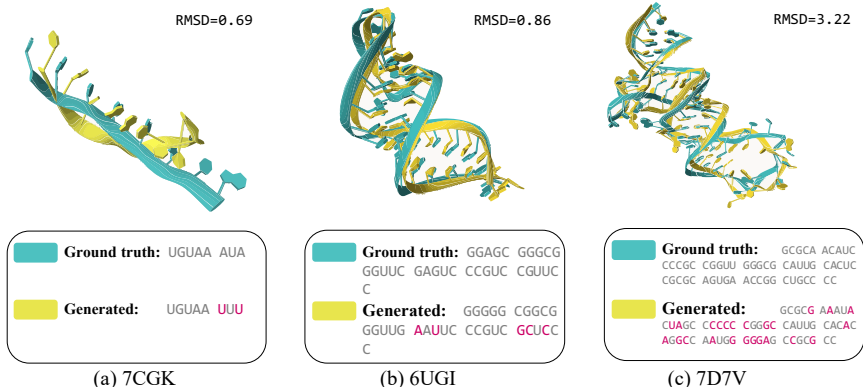 RMSD=0.69
RMSD=0.86
RMSD=3.22
Ground truth: UGUAA AUA
Generated: UGUAA UUU
(a) 7CGK
Ground truth: GGAGC GGGCG
GGUUC GAGUC CCGUC CGUUC
C
Generated: GGGGG CGGCG
GGUUG AAUUC CCGUC GCUCC
C
(b) 6UGI
Ground truth: GCGCA ACAUC
CCCGC CGGUU GGGCG CAUUG CACUC
CGCGC AGUGA ACCGG CUGCC CC
Generated: GCGCG AAAUA
CUAGC CCCCC CGGGC CAUUG CACAC
AGGCC AAUGG GGGAG CCGCG CC
(c) 7D7V